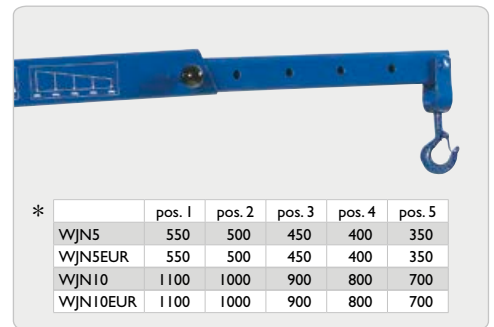 * pos. 1 pos. 2 pos. 3 pos. 4 pos. 5
WJN5 550 500 450 400 350
WJN5EUR 550 500 450 400 350
WJN10 1100 1000 900 800 700
WJN10EUR 1100 1000 900 800 700